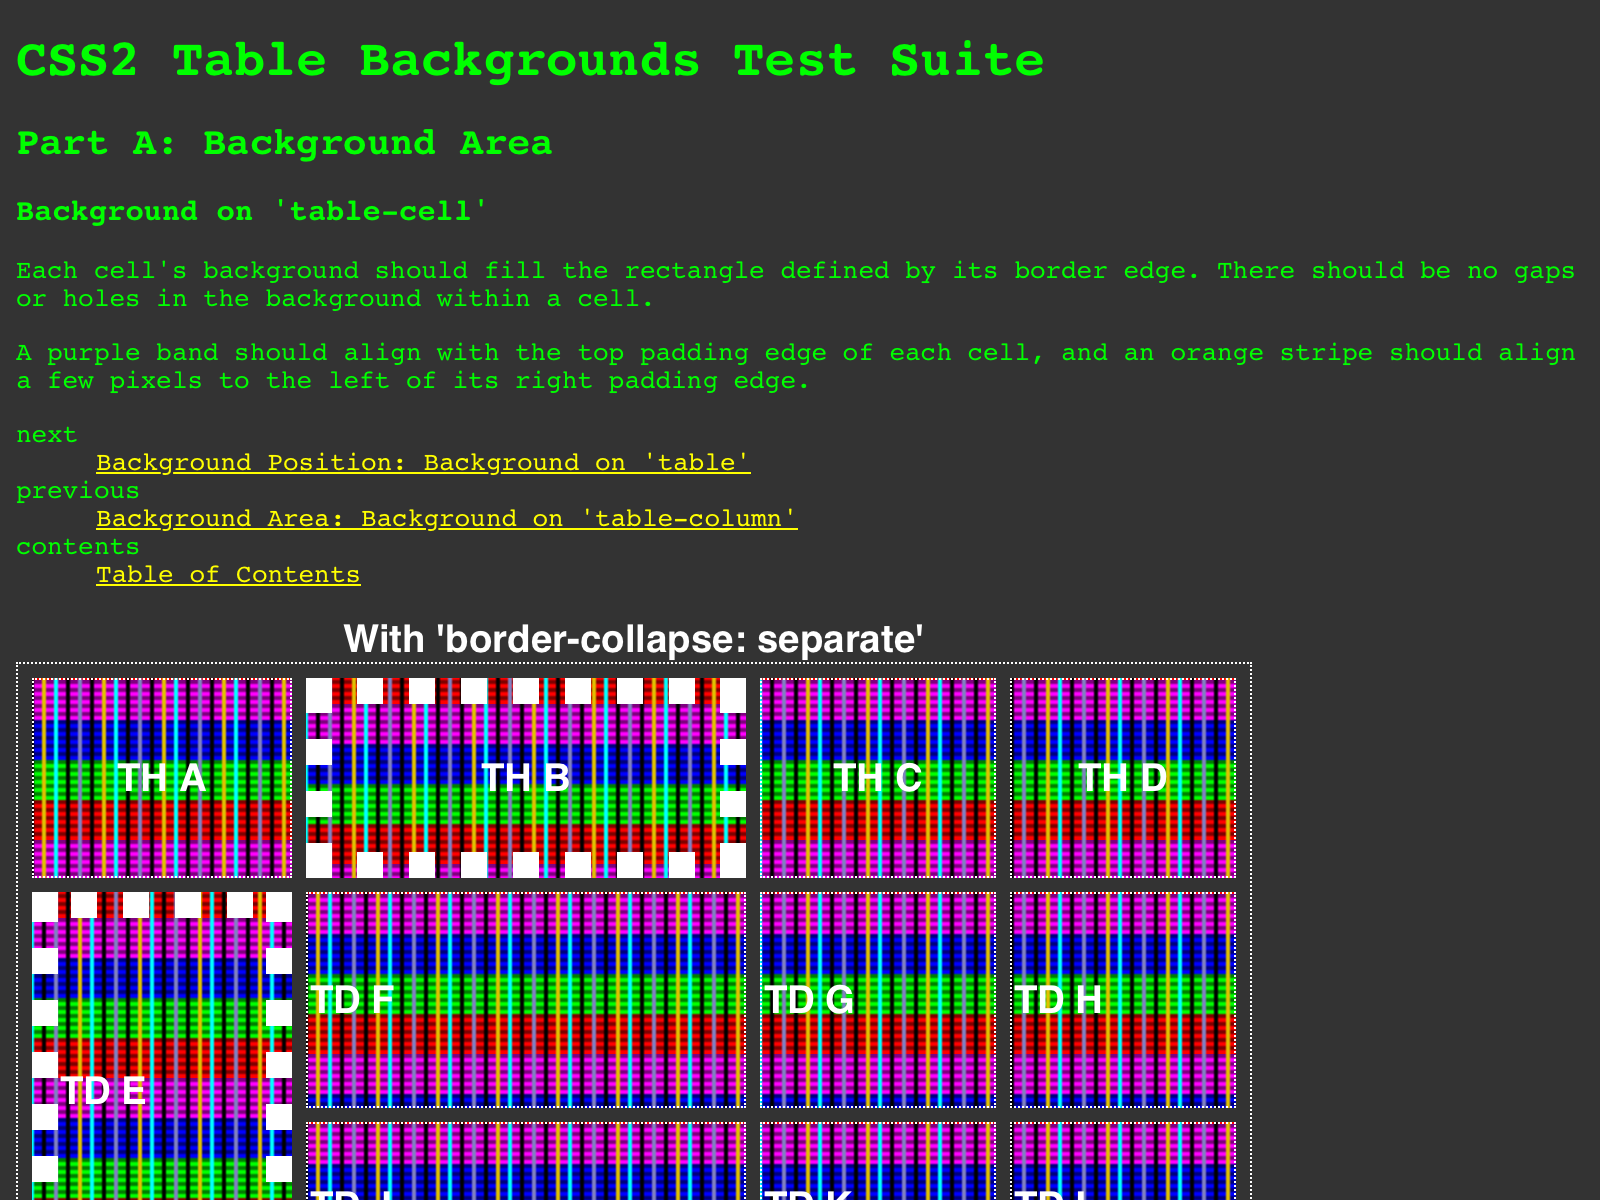 CSS2 Table Backgrounds Test Suite
Part A: Background Area
Background on 'table-cell'
Each cell's background should fill the rectangle defined by its border edge. There should be no gaps
or holes in the background within a cell.
A purple band should align with the top padding edge of each cell, and an orange stripe should align
a few pixels to the left of its right padding edge.
next
Background Position: Background on 'table'
previous
Background Area: Background on 'table-column'
contents
Table of Contents
With 'border-collapse: separate'
TH A TH B TH C TH D
TD F TD G TD H
TD E